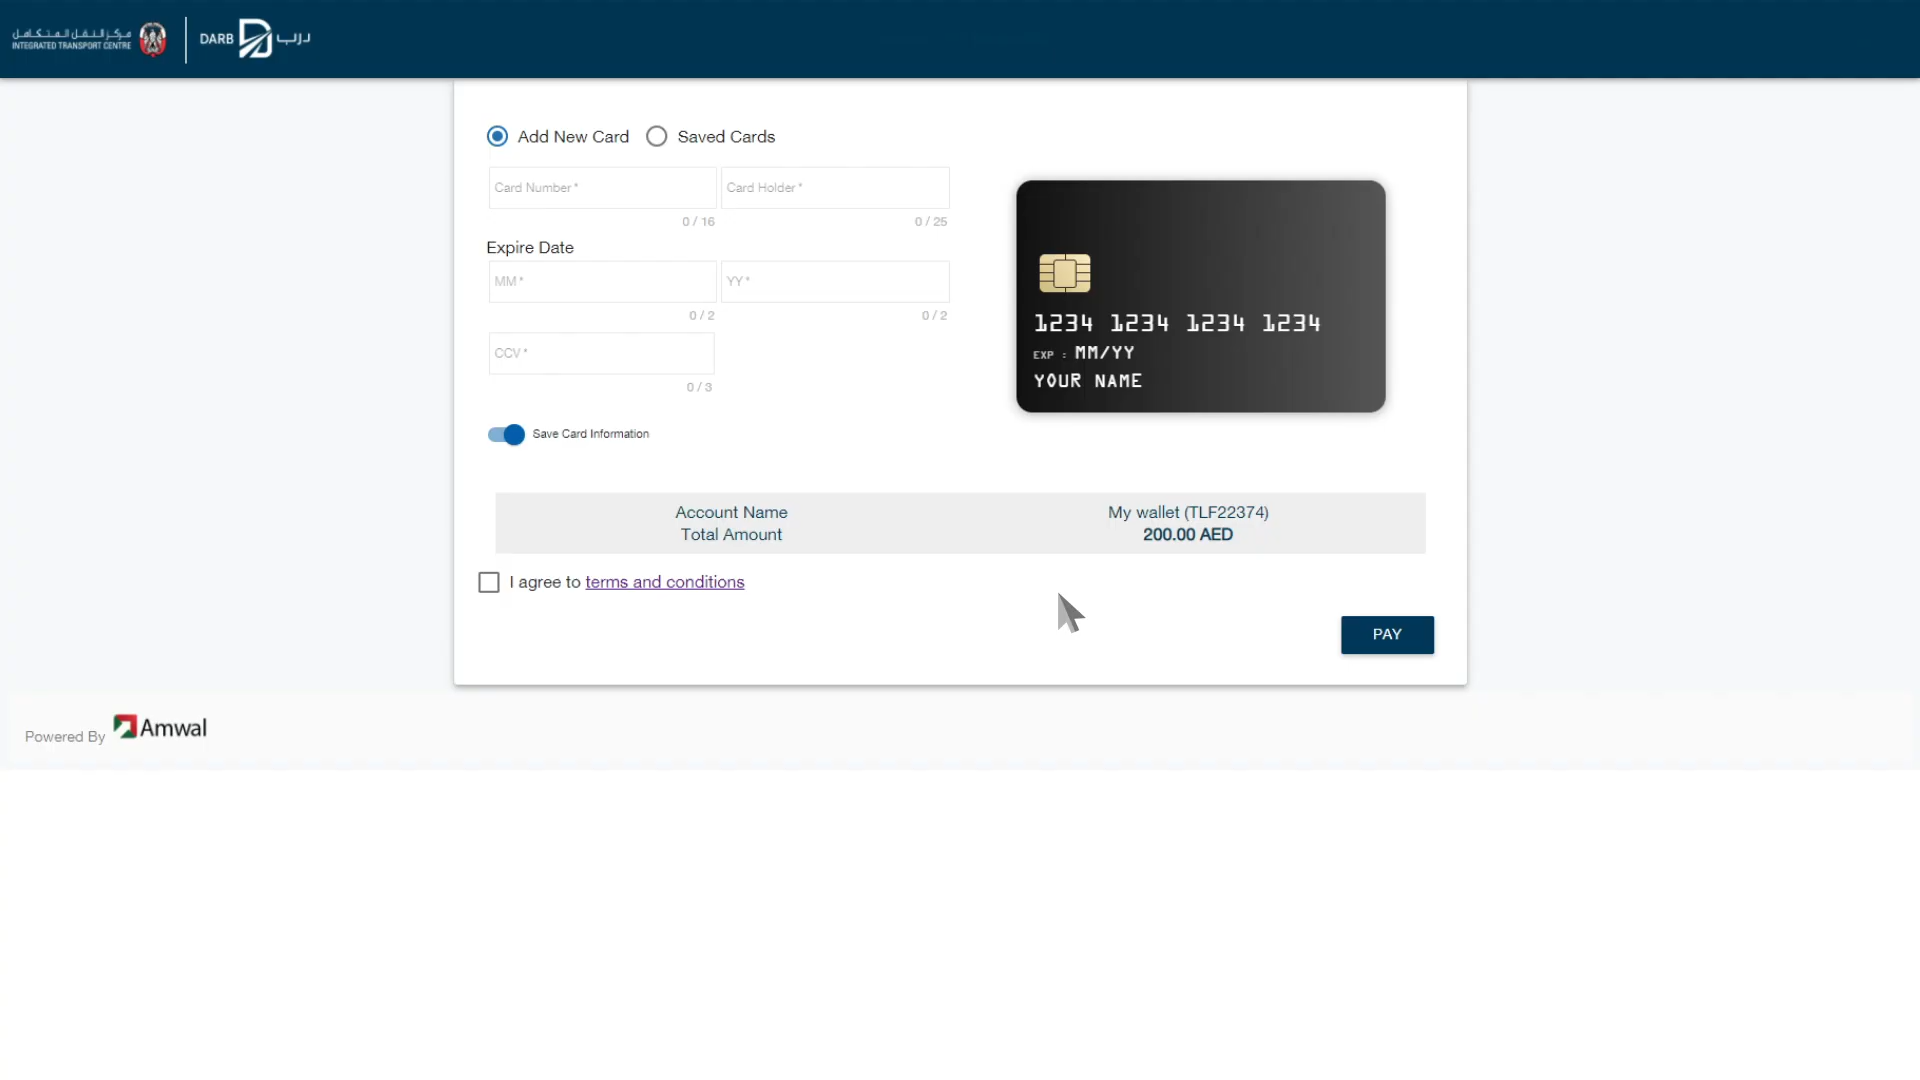 مركز النقل المتكامل
INTEGRATED TRANSPORT CENTRE
DARB درب
Add New Card Saved Cards
Card Number * Card Holder *
0 / 16 0 / 25
Expire Date
MM * YY *
0 / 2 0 / 2
CCV *
0 / 3
Save Card Information
1234 1234 1234 1234
EXP : MM/YY
YOUR NAME
Account Name My wallet (TLF22374)
Total Amount 200.00 AED
I agree to terms and conditions
PAY
Powered By Amwal